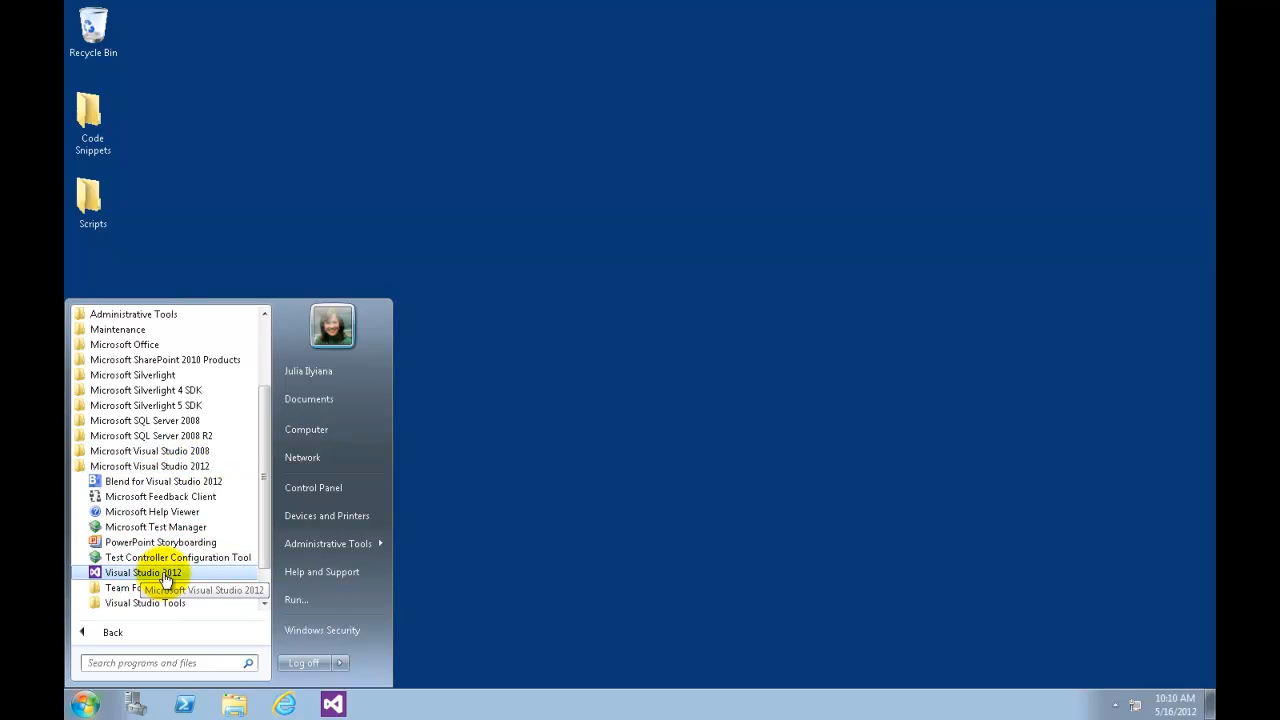 Recycle Bin
Code
Snippets
Scripts
Administrative Tools
Maintenance
Microsoft Office
Microsoft SharePoint 2010 Products
Microsoft Silverlight
Microsoft Silverlight 4 SDK
Microsoft Silverlight 5 SDK
Microsoft SQL Server 2008
Microsoft SQL Server 2008 R2
Microsoft Visual Studio 2008
Microsoft Visual Studio 2012
Blend for Visual Studio 2012
Microsoft Feedback Client
Microsoft Help Viewer
Microsoft Test Manager
PowerPoint Storyboarding
Test Controller Configuration Tool
Visual Studio 2012
Team Fo
Microsoft Visual Studio 2012
Visual Studio Tools
Back
Search programs and files
Julia Ilyiana
Documents
Computer
Network
Control Panel
Devices and Printers
Administrative Tools
Help and Support
Run...
Windows Security
Log off
10:10 AM
5/16/2012